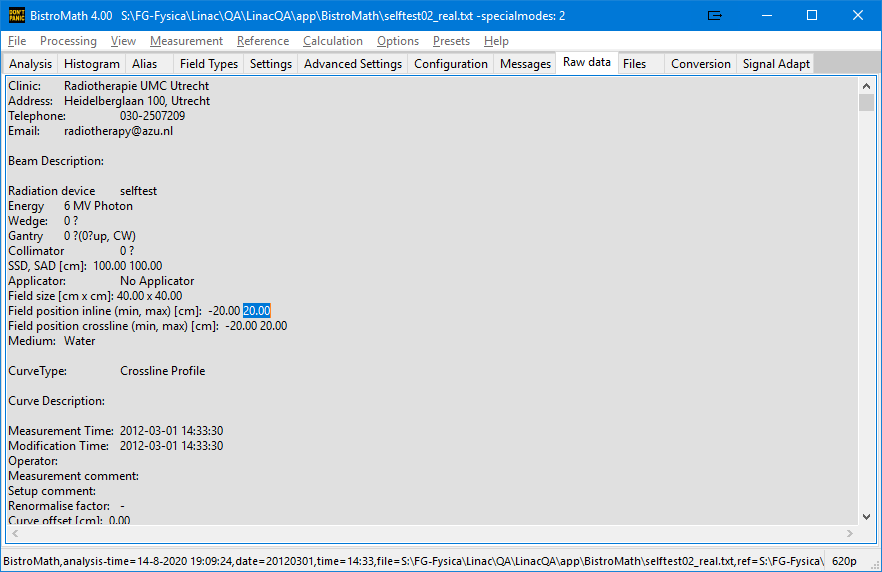 BistroMath 4.00   S:\FG-Fysica\Linac\QA\LinacQA\app\BistroMath\selftest02_real.txt -specialmodes: 2
File Processing View Measurement Reference Calculation Options Presets Help
Analysis Histogram Alias Field Types Settings Advanced Settings Configuration Messages Raw data Files Conversion Signal Adapt
Clinic: Radiotherapie UMC Utrecht
Address: Heidelberglaan 100, Utrecht
Telephone: 030-2507209
Email: radiotherapy@azu.nl
Beam Description:
Radiation device selftest
Energy 6 MV Photon
Wedge: 0 ?
Gantry 0 ?(0?up, CW)
Collimator 0 ?
SSD, SAD [cm]: 100.00 100.00
Applicator: No Applicator
Field size [cm x cm]: 40.00 x 40.00
Field position inline (min, max) [cm]: -20.00 20.00
Field position crossline (min, max) [cm]: -20.00 20.00
Medium: Water
CurveType: Crossline Profile
Curve Description:
Measurement Time: 2012-03-01 14:33:30
Modification Time: 2012-03-01 14:33:30
Operator:
Measurement comment:
Setup comment:
Renormalise factor: -
Curve offset [cm]: 0.00
BistroMath,analysis-time=14-8-2020 19:09:24,date=20120301,time=14:33,file=S:\FG-Fysica\Linac\QA\LinacQA\app\BistroMath\selftest02_real.txt,ref=S:\FG-Fysica\ 620p
DON'T
PANIC